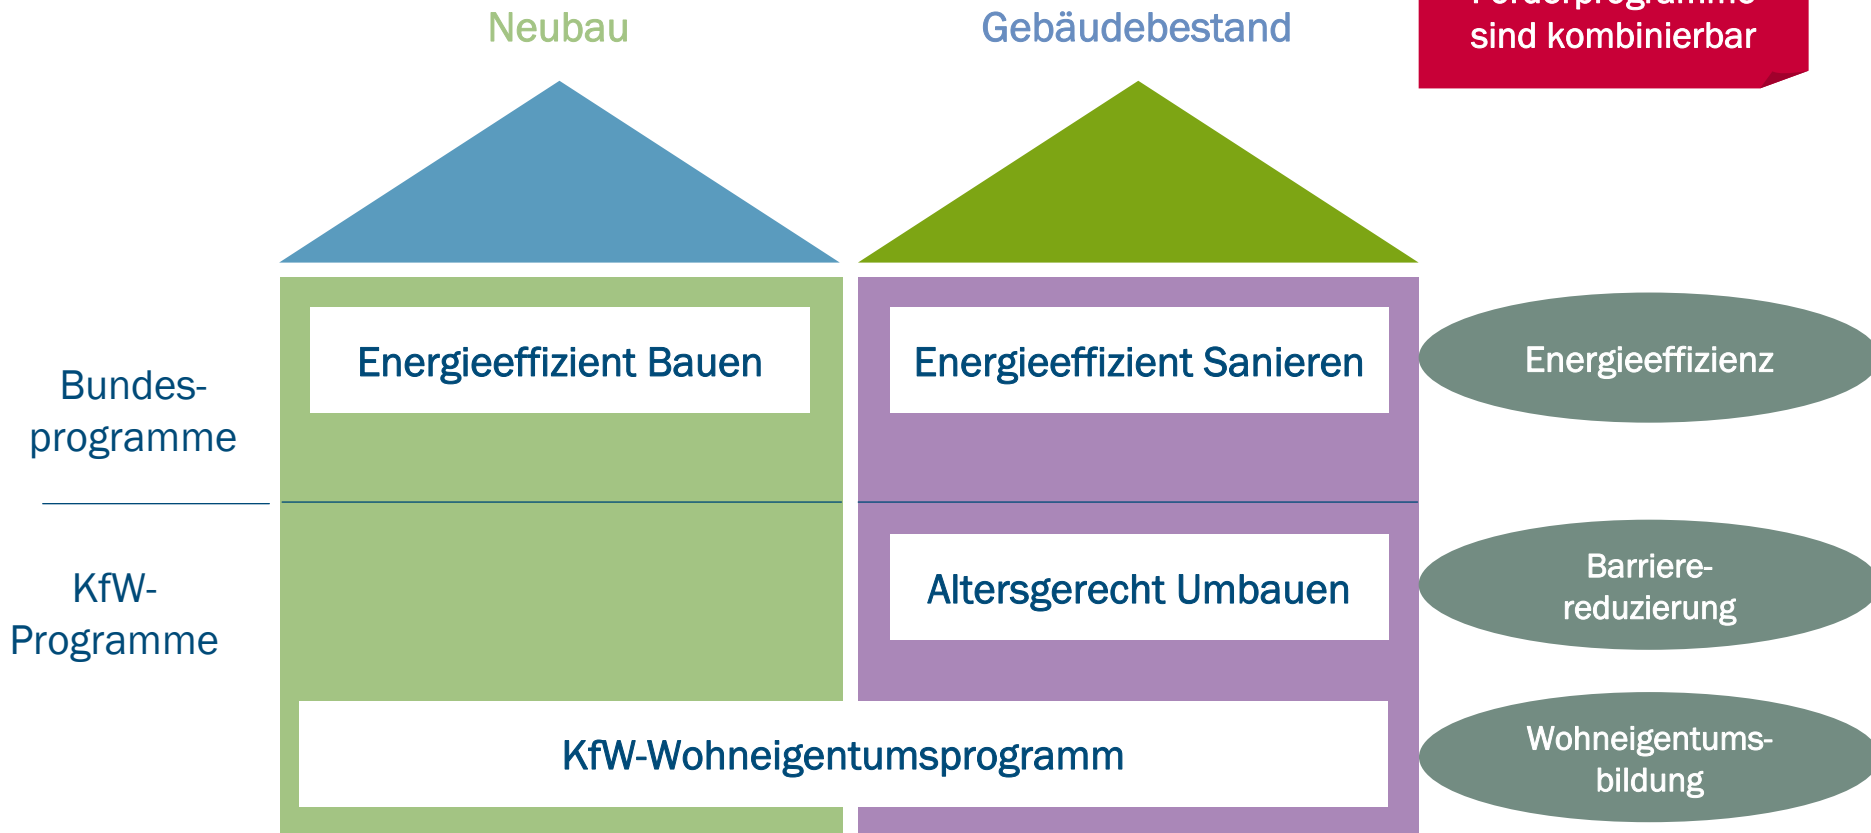 Neubau
Gebäudebestand
sind kombinierbar
Energieeffizient Bauen
Energieeffizient Sanieren
Energieeffizienz
Bundes-
programme
Altersgerecht Umbauen
Barriere-
reduzierung
KfW-
Programme
KfW-Wohneigentumsprogramm
Wohneigentums-
bildung